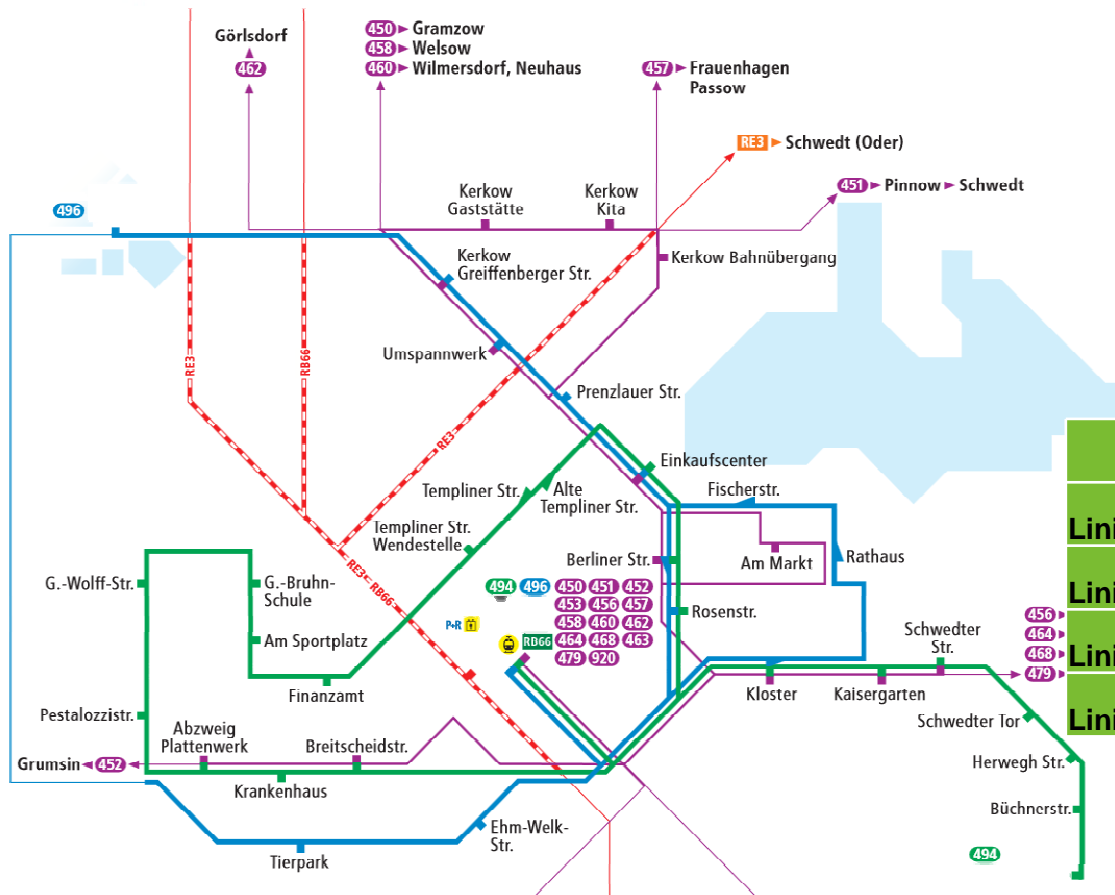 Görlsdorf
462
450 Gramzow
458 Welsow
460 Wilmersdorf, Neuhaus
457 Frauenhagen
Passow
RE3 Schwedt (Oder)
451 Pinnow Schwedt
496
Kerkow
Gaststätte
Kerkow
Kita
Kerkow
Greiffenberger Str.
Kerkow Bahnübergang
Umspannwerk
RE3
RB66
Prenzlauer Str.
RE3
Einkaufscenter
Templiner Str.
Alte
Templiner Str.
Fischerstr.
Templiner Str.
Wendestelle
Berliner Str.
Am Markt
Rathaus
RE3 RB66
G.-Wolff-Str.
G.-Bruhn-
Schule
494 496 450 451 452
453 456 457
458 460 462
464 468 463
479 920
P+R
RB66
Rosenstr.
Am Sportplatz
Finanzamt
Schwedter
Str.
456
464
468
479
Lini
Lini
Lini
Lini
Kloster
Kaisergarten
Pestalozzistr.
Abzweig
Plattenwerk
Breitscheidstr.
Schwedter Tor
Grumsin 452
Herwegh Str.
Krankenhaus
Büchnerstr.
Ehm-Welk-
Str.
Tierpark
494